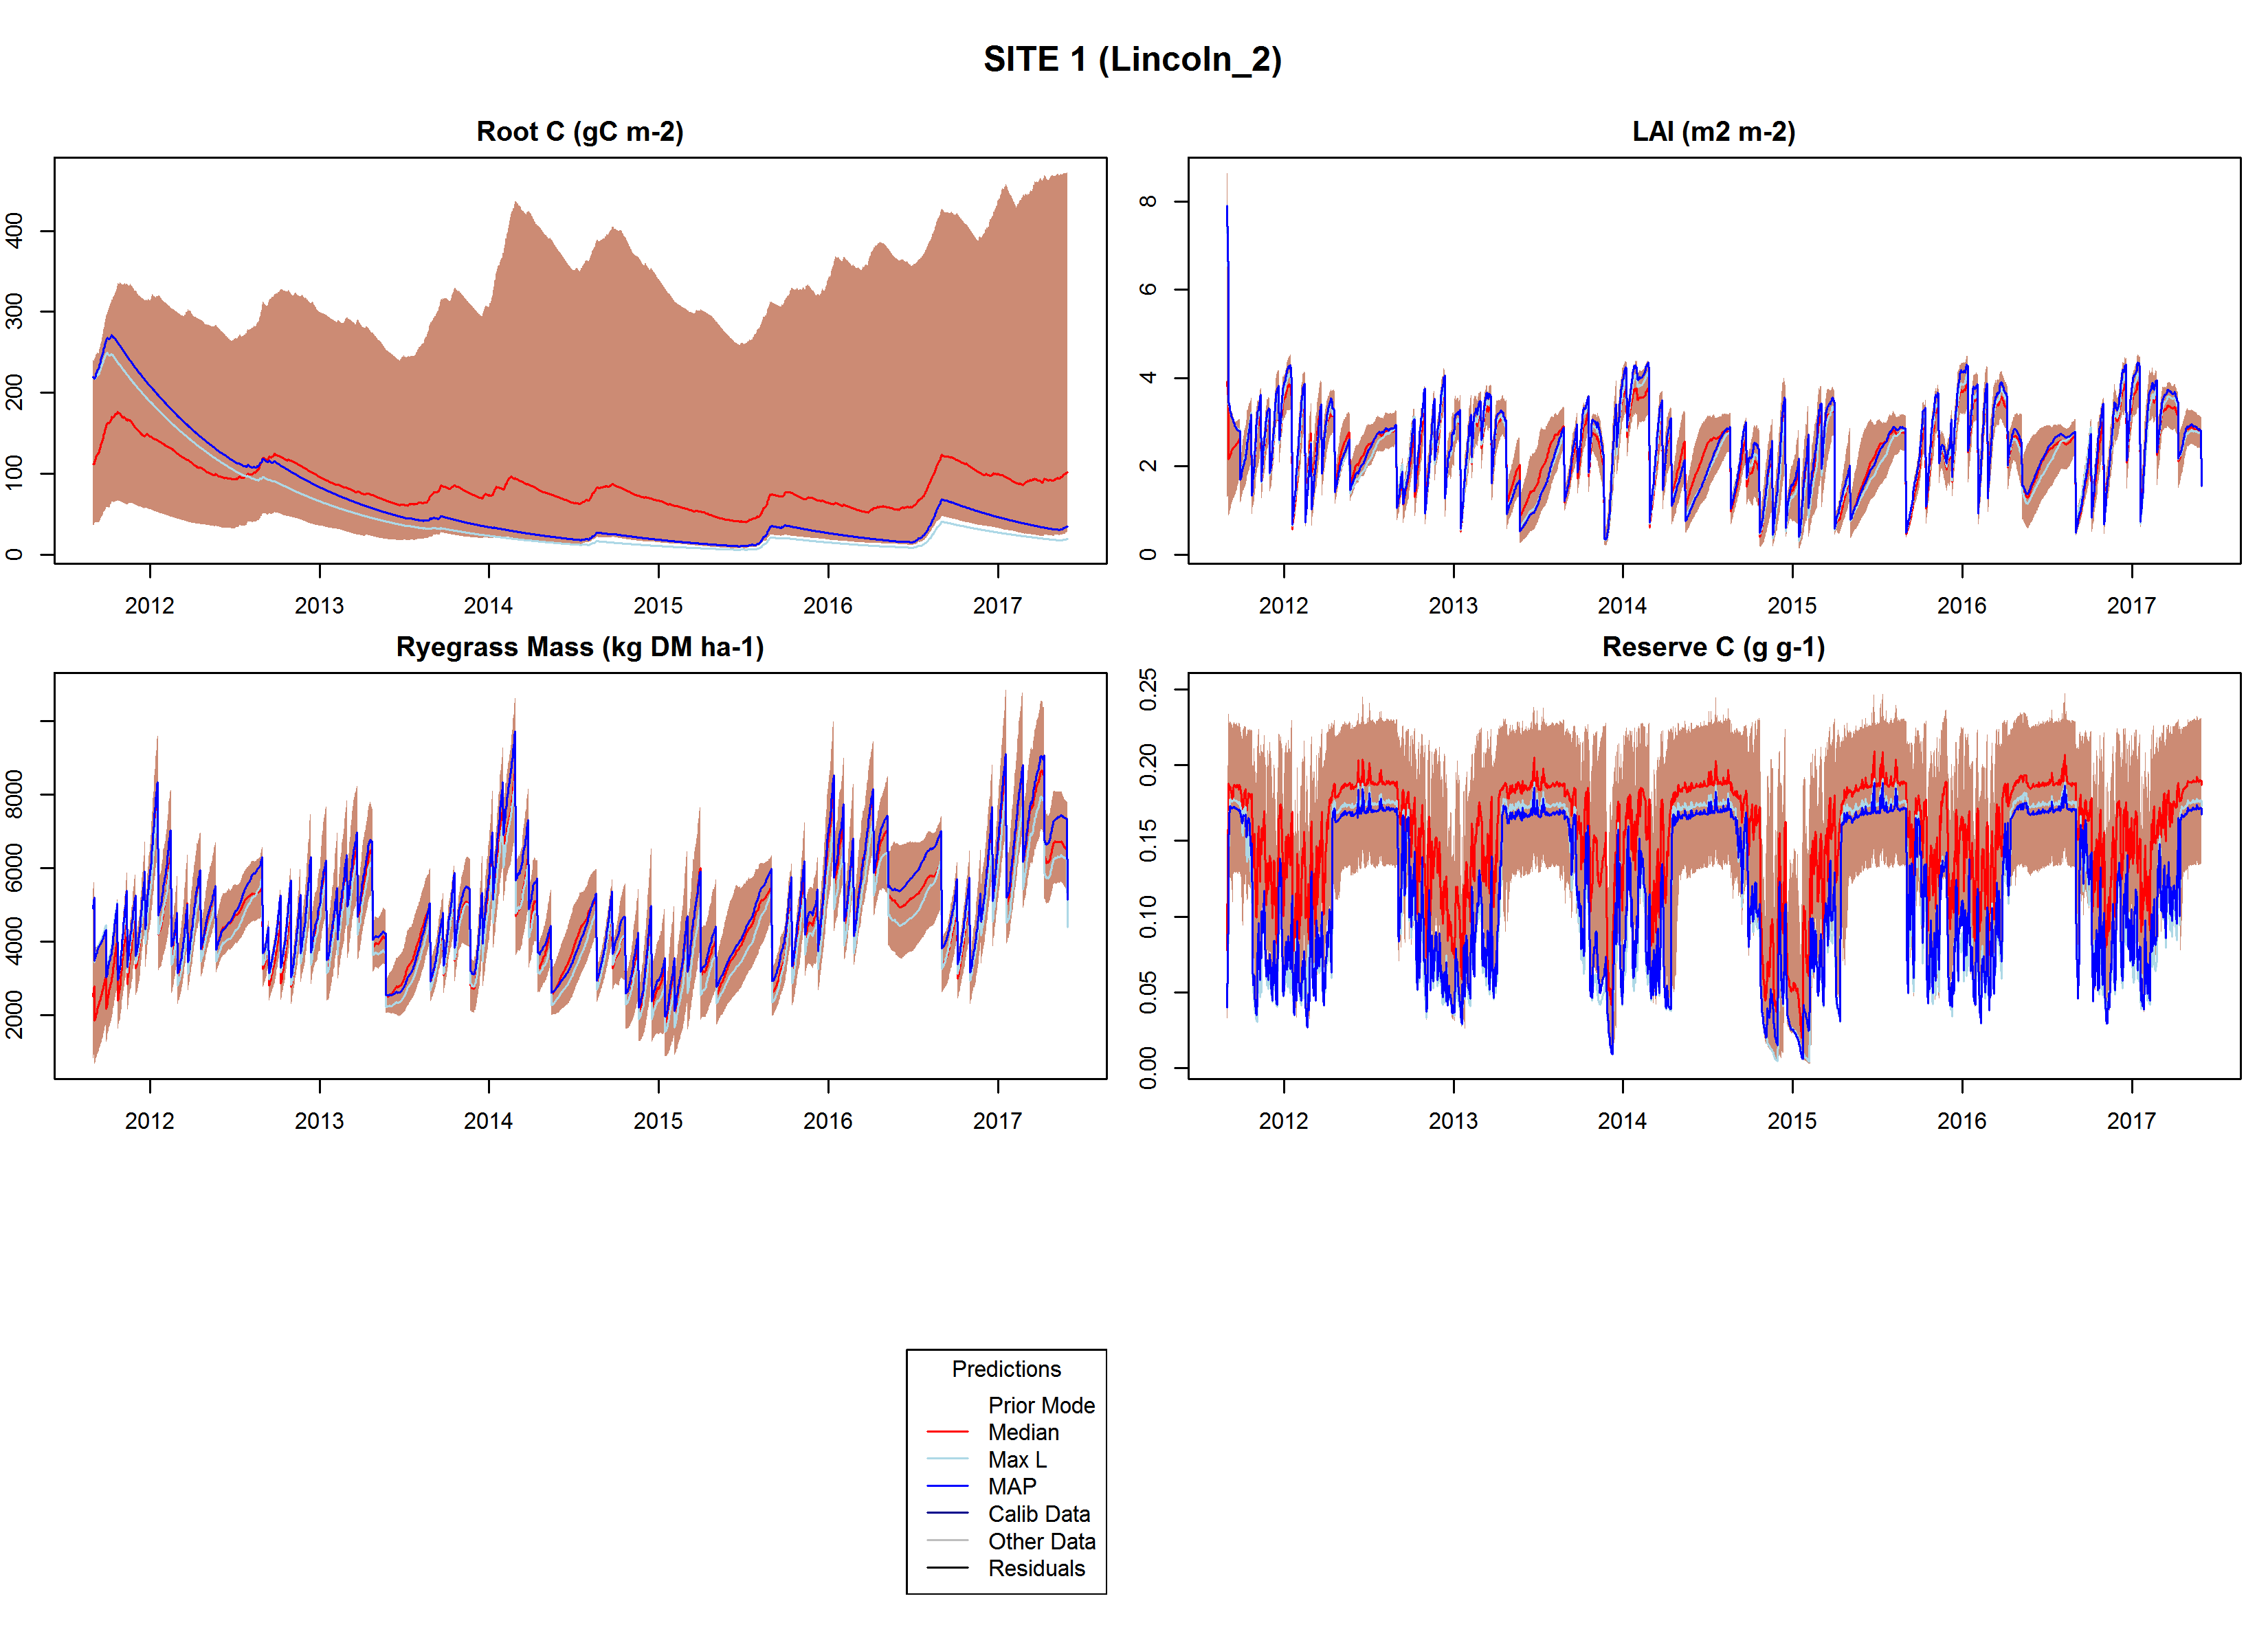 SITE 1 (Lincoln_2)
Root C (gC m-2)
0 100 200 300 400
2012 2013 2014 2015 2016 2017
LAI (m2 m-2)
0 2 4 6 8
2012 2013 2014 2015 2016 2017
Ryegrass Mass (kg DM ha-1)
2000 4000 6000 8000
2012 2013 2014 2015 2016 2017
Reserve C (g g-1)
0.00 0.05 0.10 0.15 0.20 0.25
2012 2013 2014 2015 2016 2017
Predictions
Prior Mode
Median
Max L
MAP
Calib Data
Other Data
Residuals